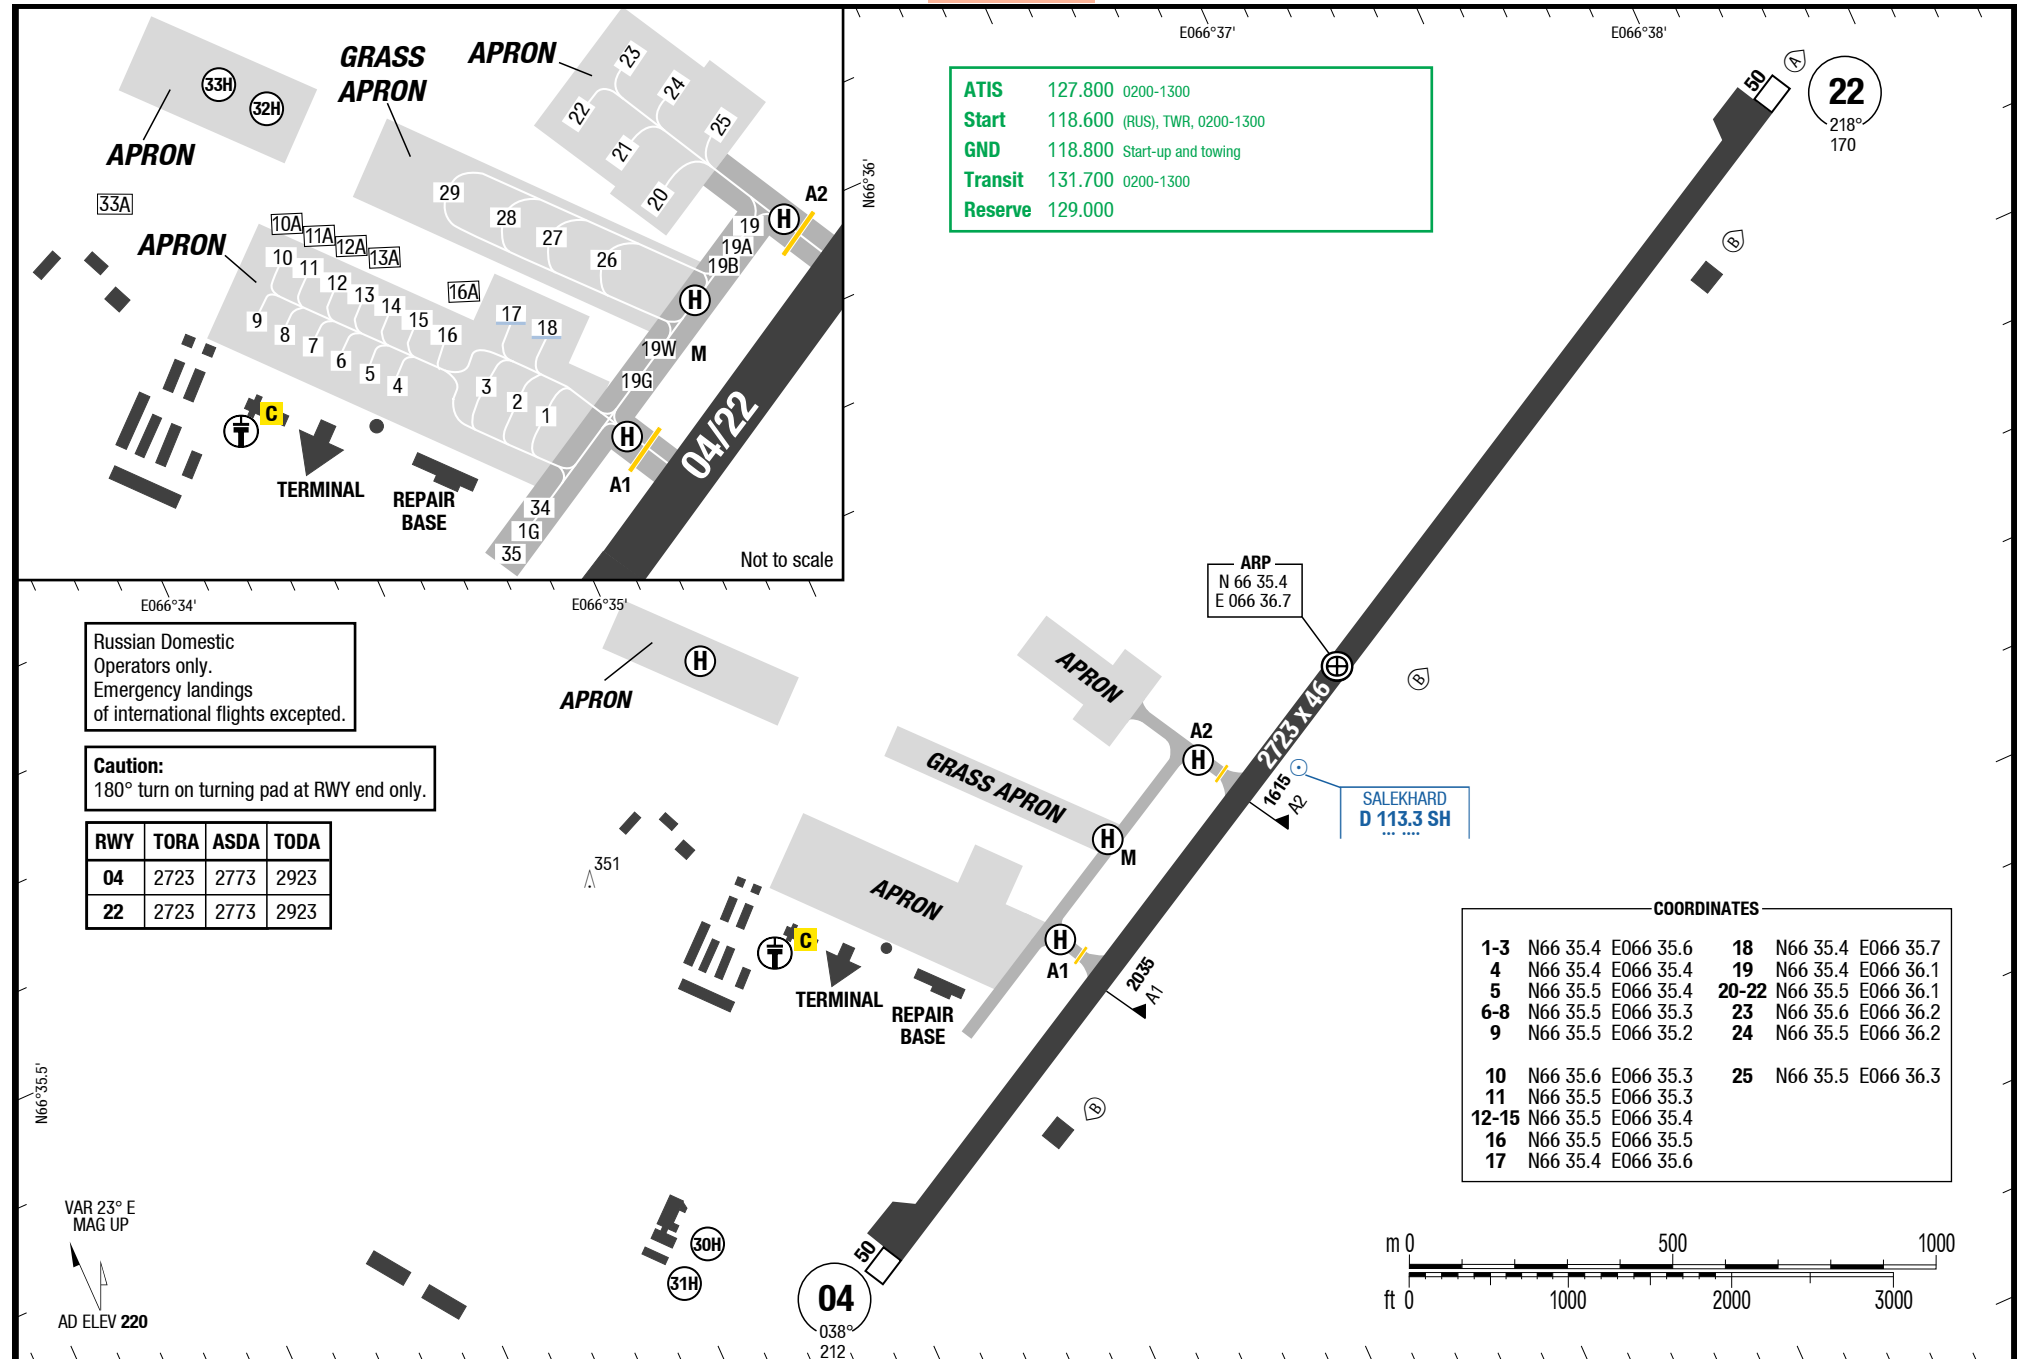 GRASS
APRON
APRON
33H
32H
APRON
33A
APRON
10A
11A
12A
13A
16A
23
24
22
25
21
20
29
28
27
26
19
19A
19B
A2
10
11
12
13
14
15
16
17
18
9
8
7
6
5
4
3
2
1
19W
19G
M
C
TERMINAL
REPAIR
BASE
34
1G
35
H
H
H
A1
04/22
Not to scale
E066°37'
E066°38'
N66°36'
ATIS 127.800 0200-1300
Start 118.600 (RUS), TWR, 0200-1300
GND 118.800 Start-up and towing
Transit 131.700 0200-1300
Reserve 129.000
50
A
22
218°
170
B
E066°34'
E066°35'
Russian Domestic
Operators only.
Emergency landings
of international flights excepted.
Caution:
180° turn on turning pad at RWY end only.
RWY TORA ASDA TODA
04 2723 2773 2923
22 2723 2773 2923
H
APRON
ARP
N 66 35.4
E 066 36.7
APRON
A2
H
GRASS APRON
H
M
2723 x 46
B
1615
A2
SALEKHARD
D 113.3 SH
351
APRON
H
A1
2035
A1
C
TERMINAL
REPAIR
BASE
B
COORDINATES
1-3 N66 35.4 E066 35.6 18 N66 35.4 E066 35.7
4 N66 35.4 E066 35.4 19 N66 35.4 E066 36.1
5 N66 35.5 E066 35.4 20-22 N66 35.5 E066 36.1
6-8 N66 35.5 E066 35.3 23 N66 35.6 E066 36.2
9 N66 35.5 E066 35.2 24 N66 35.5 E066 36.2
10 N66 35.6 E066 35.3 25 N66 35.5 E066 36.3
11 N66 35.5 E066 35.3
12-15 N66 35.5 E066 35.4
16 N66 35.5 E066 35.5
17 N66 35.4 E066 35.6
N66°35.5'
VAR 23° E
MAG UP
AD ELEV 220
30H
31H
50
04
038°
212
m 0 500 1000
ft 0 1000 2000 3000